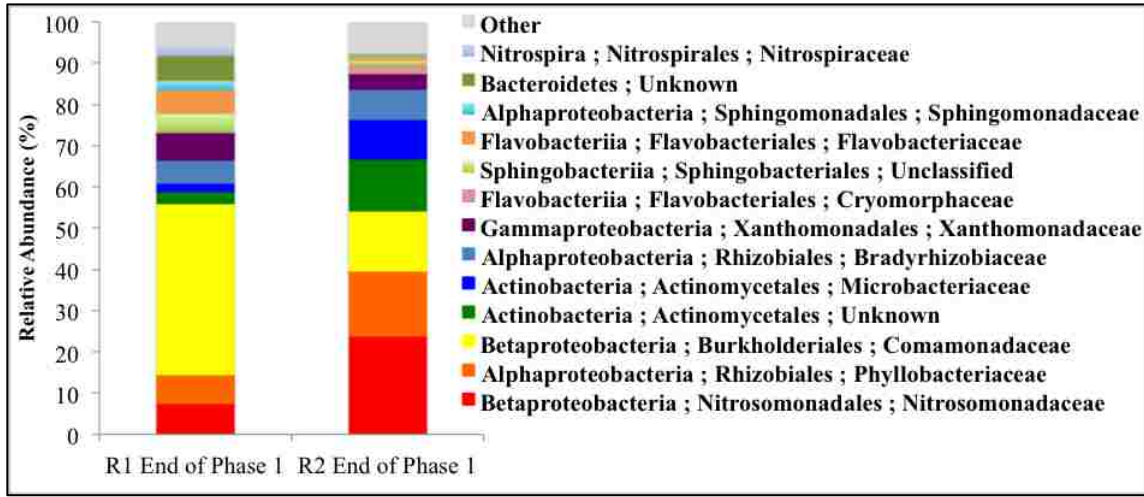 Relative Abundance (%)
100
90
80
70
60
50
40
30
20
10
0
R1 End of Phase 1
R2 End of Phase 1
Other
Nitrospira ; Nitrospirales ; Nitrospiraceae
Bacteroidetes ; Unknown
Alphaproteobacteria ; Sphingomonadales ; Sphingomonadaceae
Flavobacteriia ; Flavobacteriales ; Flavobacteriaceae
Sphingobacteriia ; Sphingobacteriales ; Unclassified
Flavobacteriia ; Flavobacteriales ; Cryomorphaceae
Gammaproteobacteria ; Xanthomonadales ; Xanthomonadaceae
Alphaproteobacteria ; Rhizobiales ; Bradyrhizobiaceae
Actinobacteria ; Actinomycetales ; Microbacteriaceae
Actinobacteria ; Actinomycetales ; Unknown
Betaproteobacteria ; Burkholderiales ; Comamonadaceae
Alphaproteobacteria ; Rhizobiales ; Phyllobacteriaceae
Betaproteobacteria ; Nitrosomonadales ; Nitrosomonadaceae